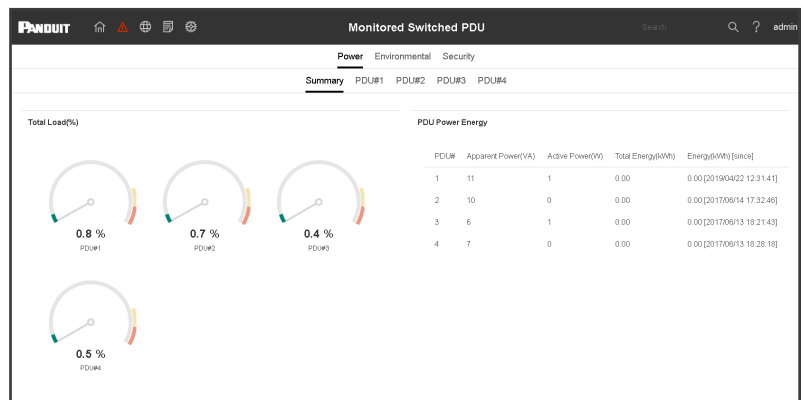 PANDUIT
Monitored Switched PDU
Search
?
admin
Power Environmental Security
Summary PDU#1 PDU#2 PDU#3 PDU#4
Total Load(%)
0.8 %
PDU#1
0.7 %
PDU#2
0.4 %
PDU#3
0.5 %
PDU#4
PDU Power Energy
PDU# Apparent Power(VA) Active Power(W) Total Energy(kWh) Energy(kWh) [since]
1 11 1 0.00 0.00 [2019/04/22 12:31:41]
2 10 0 0.00 0.00 [2017/06/14 17:32:46]
3 6 1 0.00 0.00 [2017/06/13 18:21:43]
4 7 0 0.00 0.00 [2017/06/13 18:28:18]